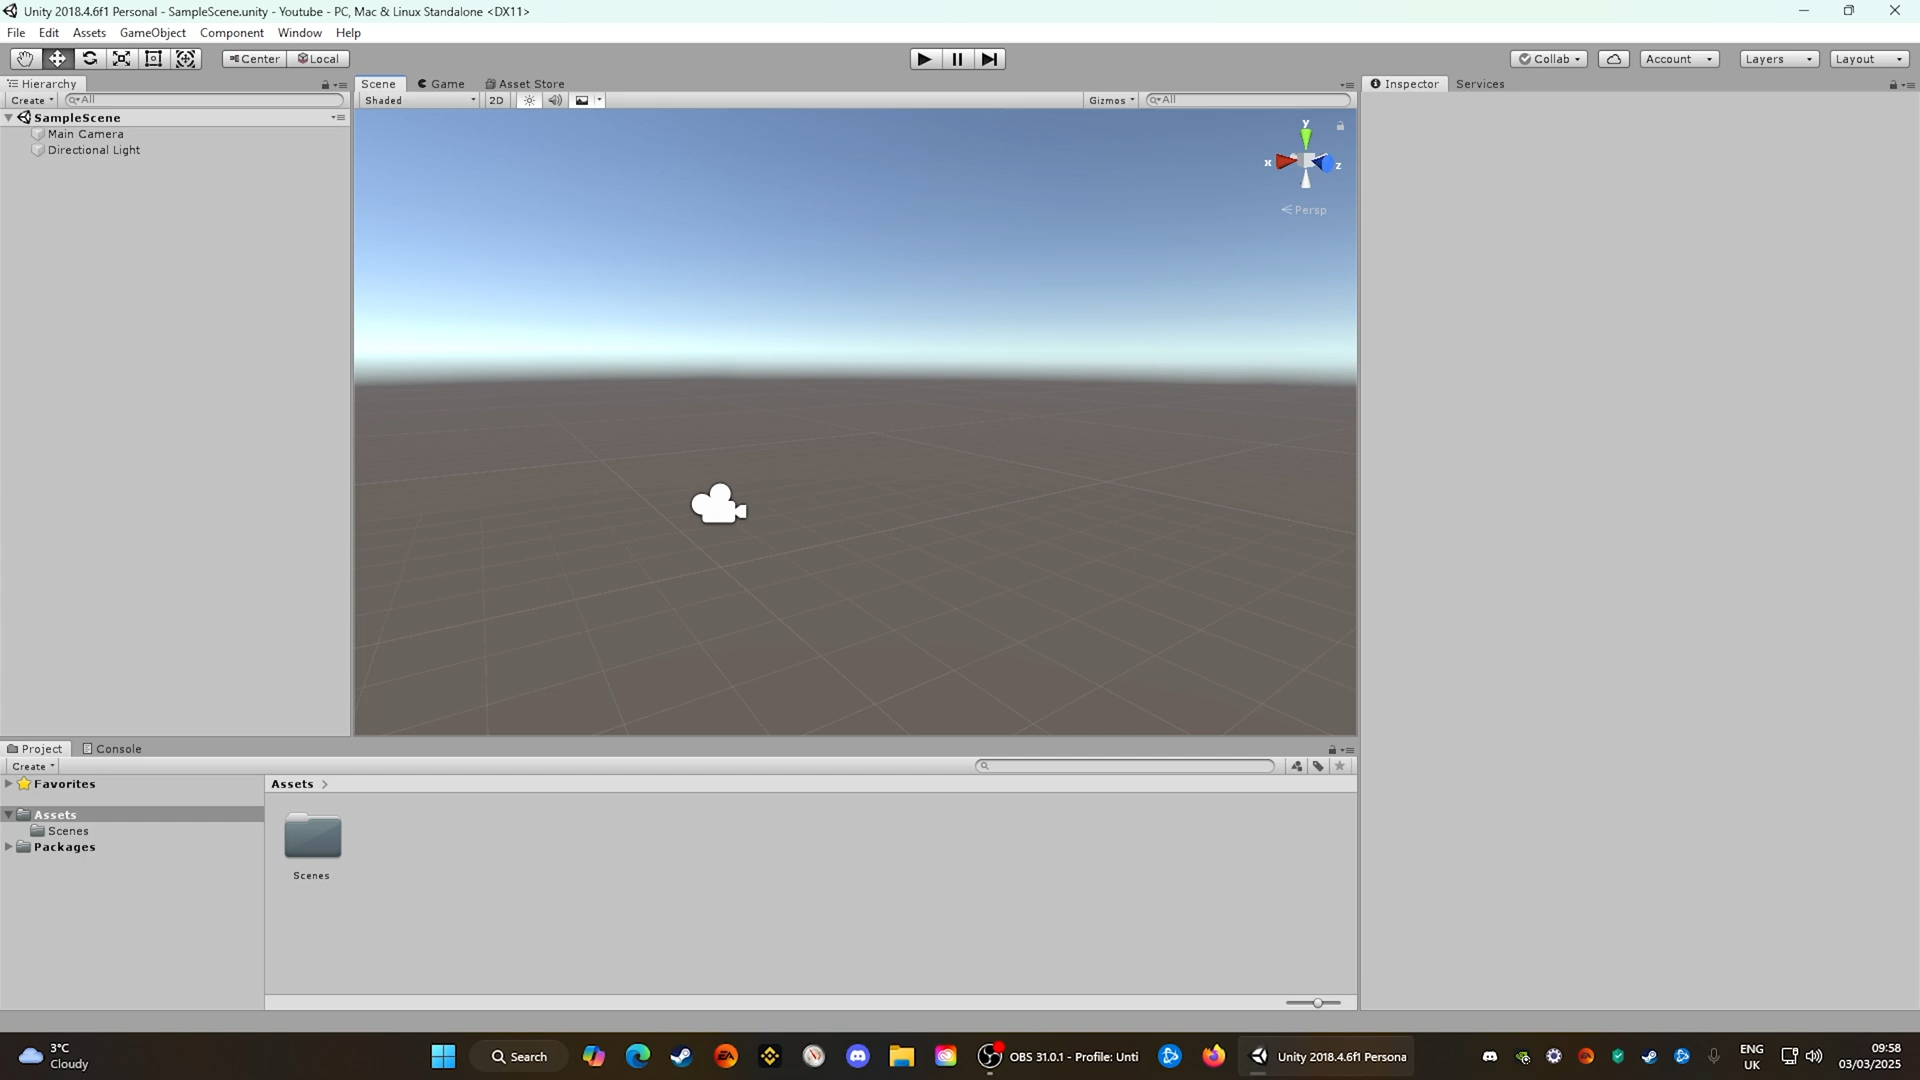 Unity 2018.4.6f1 Personal - SampleScene.unity - Youtube - PC, Mac & Linux Standalone <DX11>
File Edit Assets GameObject Component Window Help
Center Local
Collab Account Layers Layout
Hierarchy
Scene Game Asset Store
Inspector Services
Create All
Shaded 2D
Gizmos All
SampleScene
Main Camera
Directional Light
y
x z
Persp
Project Console
Create
Favorites
Assets
Scenes
Packages
Assets
Scenes
3°C
Cloudy
Search
EA
OBS 31.0.1 - Profile: Unti
Unity 2018.4.6f1 Persona
ENG
UK
09:58
03/03/2025